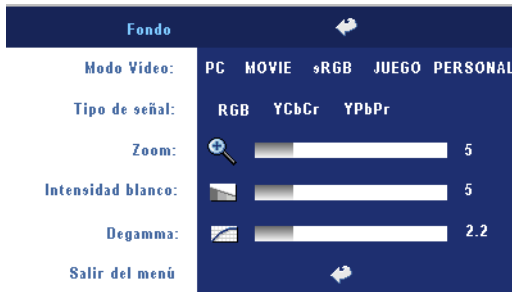 Fondo
Modo Vídeo: PC MOVIE sRGB JUEGO PERSONAL
Tipo de señal: RGB YCbCr YPbPr
Zoom: 5
Intensidad blanco: 5
Degamma: 2.2
Salir del menú